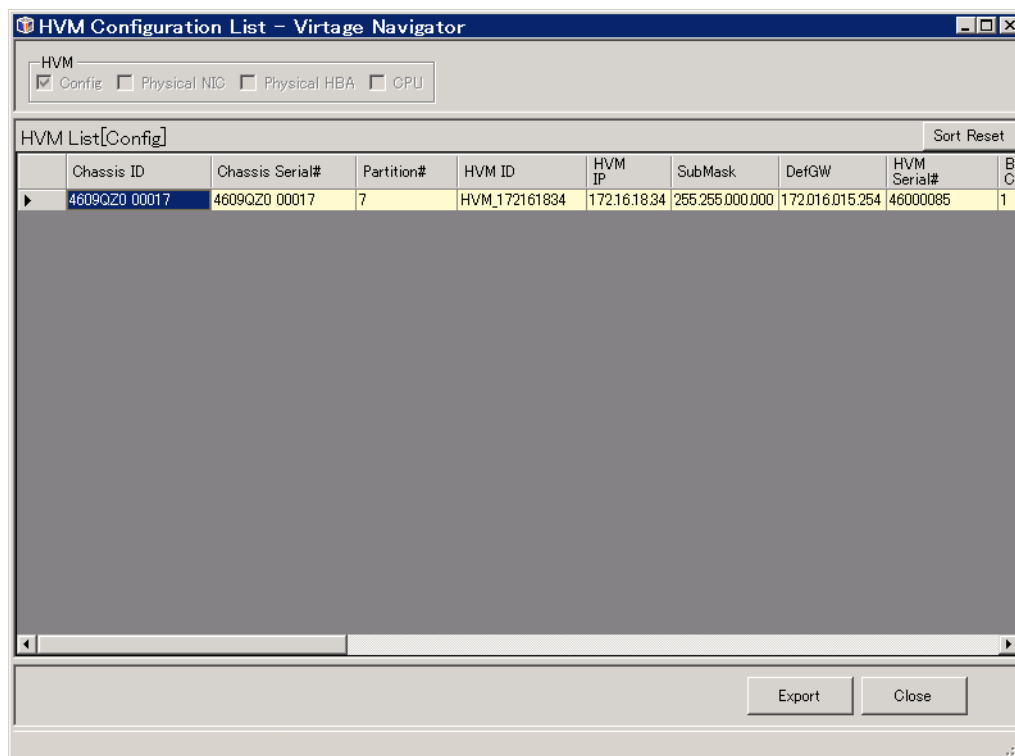 HVM Configuration List - Virtage Navigator
HVM
Config Physical NIC Physical HBA CPU
HVM List[Config] Sort Reset
Chassis ID Chassis Serial# Partition# HVM ID HVM IP SubMask DefGW HVM Serial# B C
4609QZ0 00017 4609QZ0 00017 7 HVM_172161834 172.16.18.34 255.255.000.000 172.016.015.254 46000085 1
Export Close